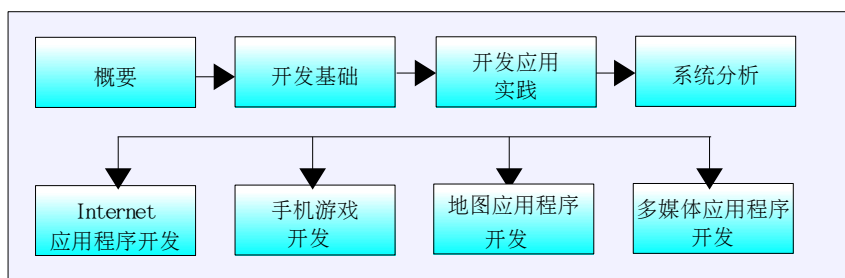 概要
开发基础
开发应用
实践
系统分析
Internet
应用程序开发
手机游戏
开发
地图应用程序
开发
多媒体应用程序
开发